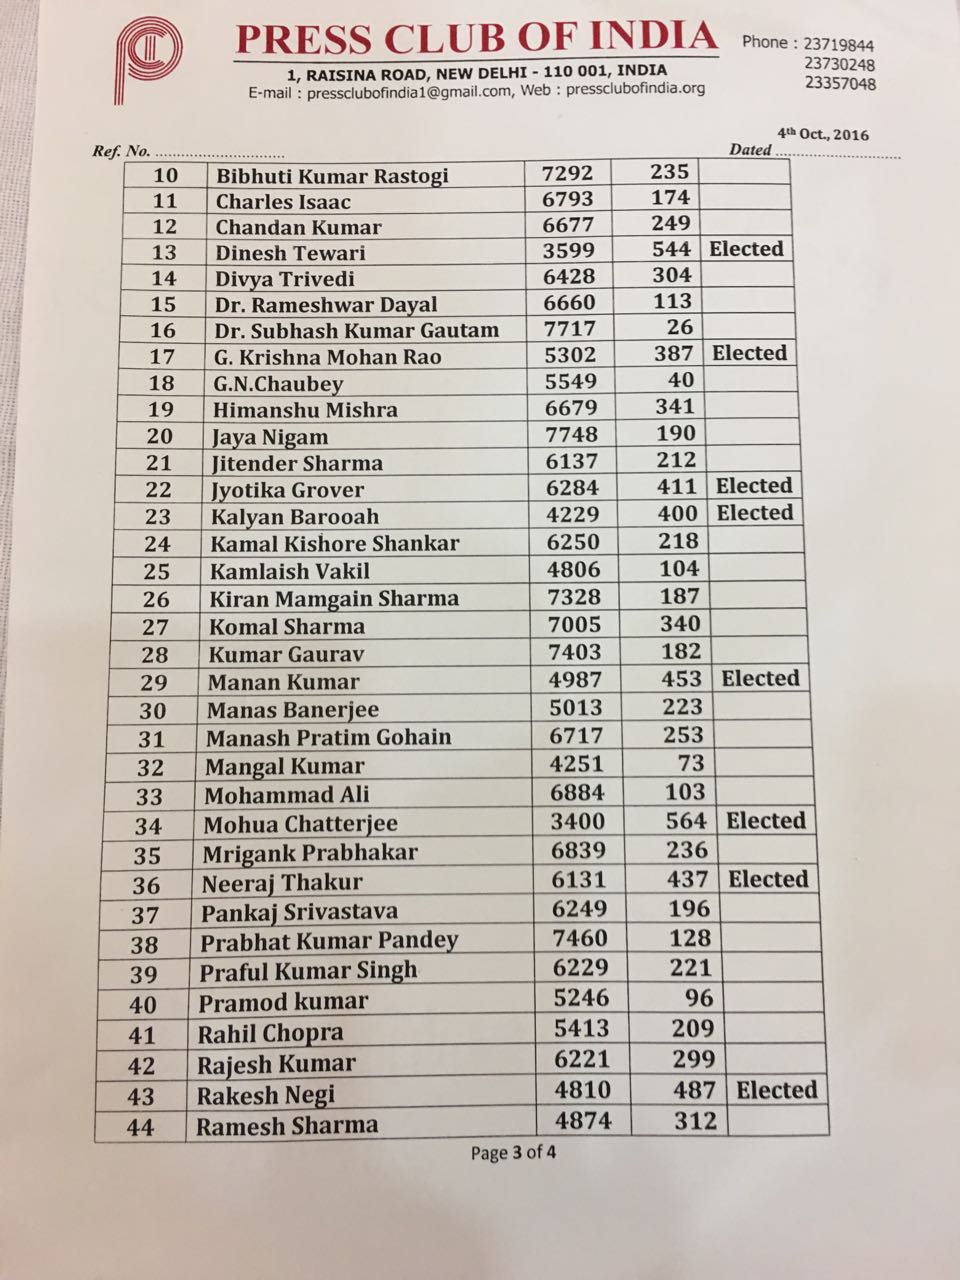 PRESS CLUB OF INDIA
1, RAISINA ROAD, NEW DELHI - 110 001, INDIA
E-mail : pressclubofindia1@gmail.com, Web : pressclubofindia.org
Phone : 23719844
23730248
23357048
4th Oct., 2016
Ref. No. ................................ Dated ................................
10 Bibhuti Kumar Rastogi 7292 235
11 Charles Isaac 6793 174
12 Chandan Kumar 6677 249
13 Dinesh Tewari 3599 544 Elected
14 Divya Trivedi 6428 304
15 Dr. Rameshwar Dayal 6660 113
16 Dr. Subhash Kumar Gautam 7717 26
17 G. Krishna Mohan Rao 5302 387 Elected
18 G.N.Chaubey 5549 40
19 Himanshu Mishra 6679 341
20 Jaya Nigam 7748 190
21 Jitender Sharma 6137 212
22 Jyotika Grover 6284 411 Elected
23 Kalyan Barooah 4229 400 Elected
24 Kamal Kishore Shankar 6250 218
25 Kamlaish Vakil 4806 104
26 Kiran Mamgain Sharma 7328 187
27 Komal Sharma 7005 340
28 Kumar Gaurav 7403 182
29 Manan Kumar 4987 453 Elected
30 Manas Banerjee 5013 223
31 Manash Pratim Gohain 6717 253
32 Mangal Kumar 4251 73
33 Mohammad Ali 6884 103
34 Mohua Chatterjee 3400 564 Elected
35 Mrigank Prabhakar 6839 236
36 Neeraj Thakur 6131 437 Elected
37 Pankaj Srivastava 6249 196
38 Prabhat Kumar Pandey 7460 128
39 Praful Kumar Singh 6229 221
40 Pramod kumar 5246 96
41 Rahil Chopra 5413 209
42 Rajesh Kumar 6221 299
43 Rakesh Negi 4810 487 Elected
44 Ramesh Sharma 4874 312
Page 3 of 4